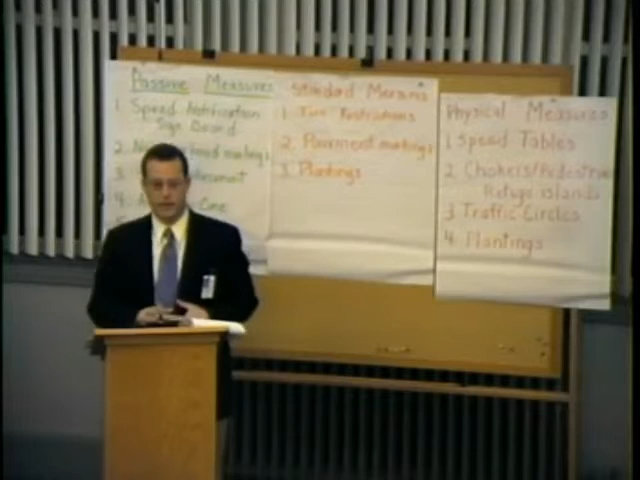 Passive Measures
1. Speed Notification
Sign Board
2.
3.
4.
Standard Measures
1. Turn Restrictions
2. Pavement markings
3. Plantings
Physical Measures
1 Speed Tables
2 Chokers/Pedestrian
Refuge islands
3 Traffic Circles
4 Plantings